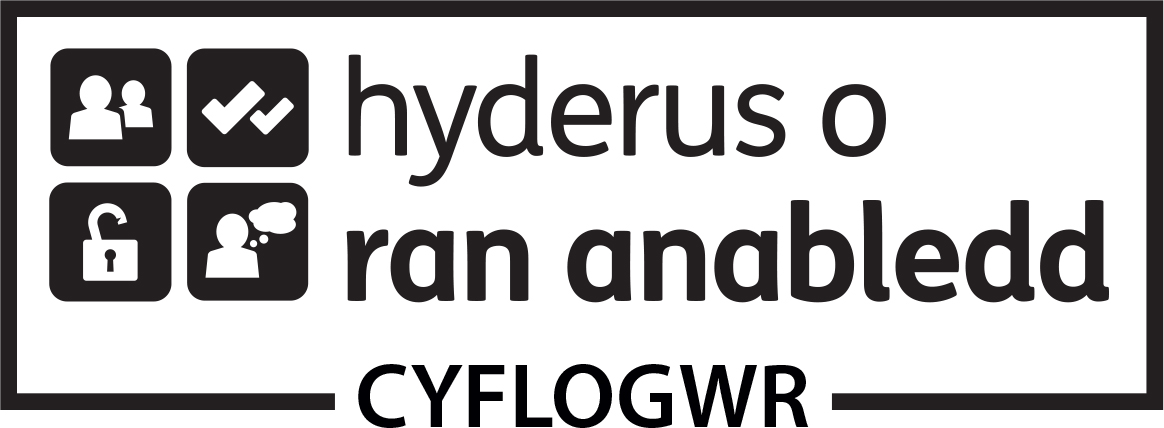 hyderus o
ran anabledd
CYFLOGWR